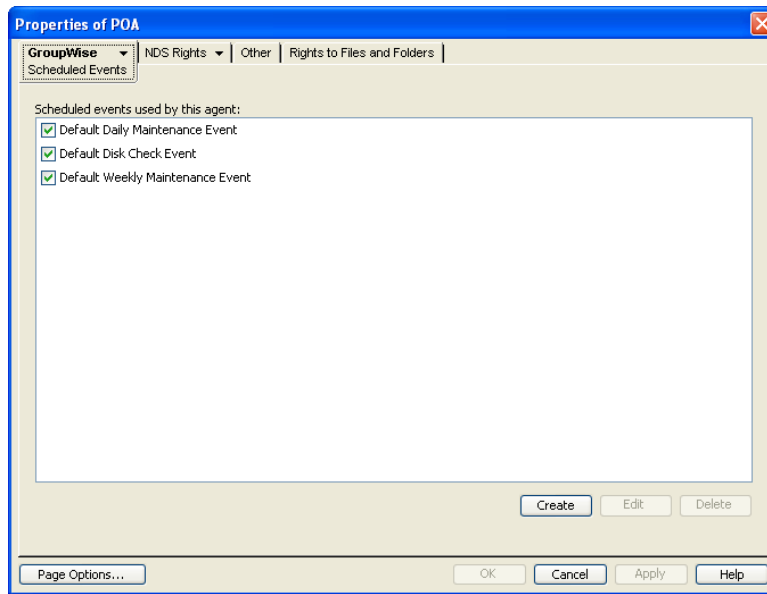 Properties of POA
GroupWise NDS Rights Other Rights to Files and Folders
Scheduled Events
Scheduled events used by this agent:
Default Daily Maintenance Event
Default Disk Check Event
Default Weekly Maintenance Event
Create Edit Delete
Page Options... OK Cancel Apply Help